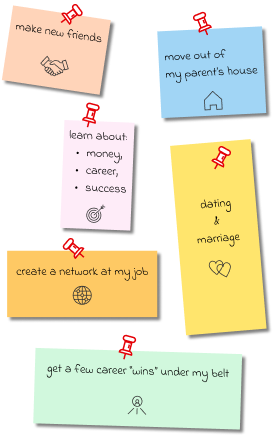 make new friends
move out of
my parent's house
learn about:
• money,
• career,
• success
dating
&
marriage
create a network at my job
get a few career "wins" under my belt